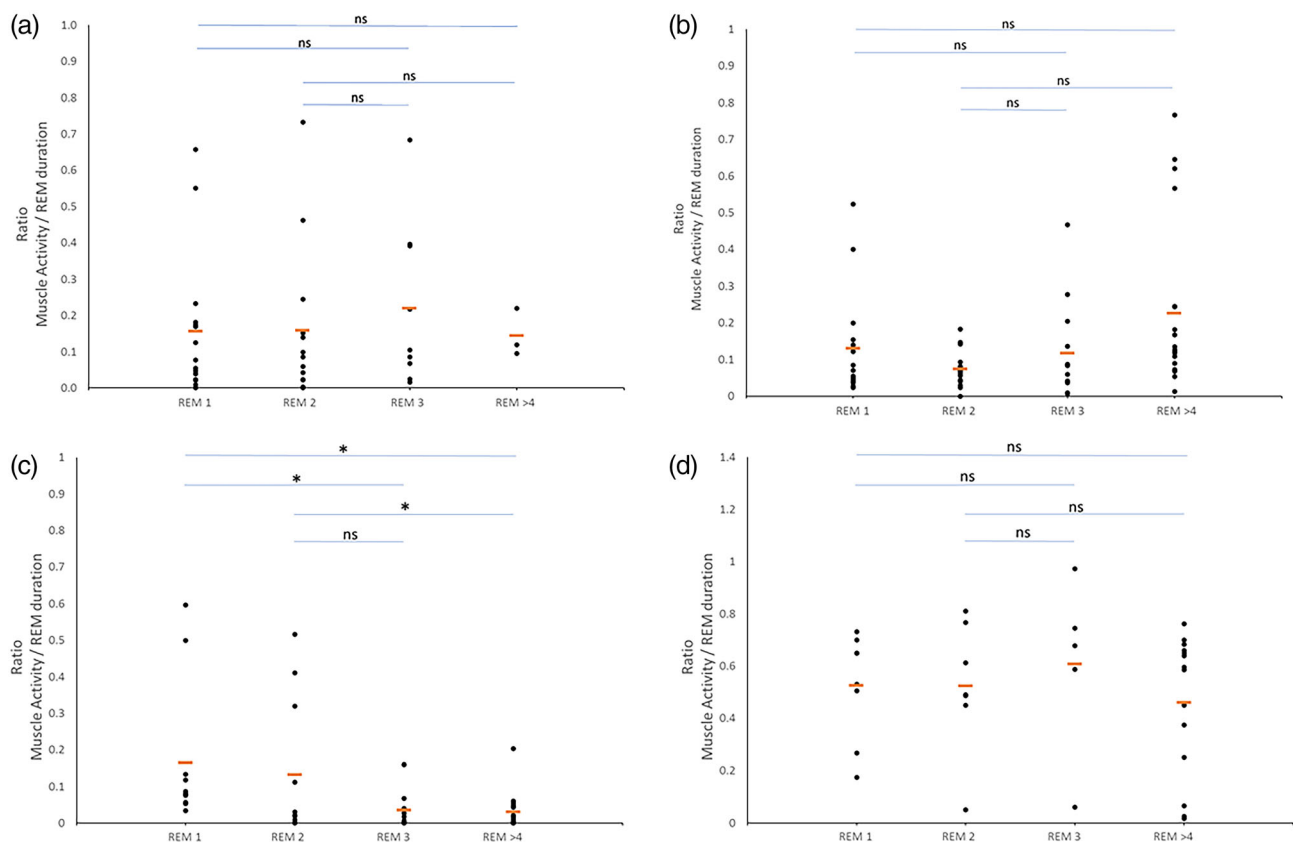 (a)
Ratio
Muscle Activity / REM duration
1.0
0.9
0.8
0.7
0.6
0.5
0.4
0.3
0.2
0.1
0.0
ns
ns
ns
ns
REM 1 REM 2 REM 3 REM >4
(b)
Ratio
Muscle Activity / REM duration
1
0.9
0.8
0.7
0.6
0.5
0.4
0.3
0.2
0.1
0
ns
ns
ns
ns
REM 1 REM 2 REM 3 REM >4
(c)
Ratio
Muscle Activity / REM duration
1
0.9
0.8
0.7
0.6
0.5
0.4
0.3
0.2
0.1
0
*
*
*
ns
REM 1 REM 2 REM 3 REM >4
(d)
Ratio
Muscle Activity / REM duration
1.4
1.2
1
0.8
0.6
0.4
0.2
0
ns
ns
ns
ns
REM 1 REM 2 REM 3 REM >4